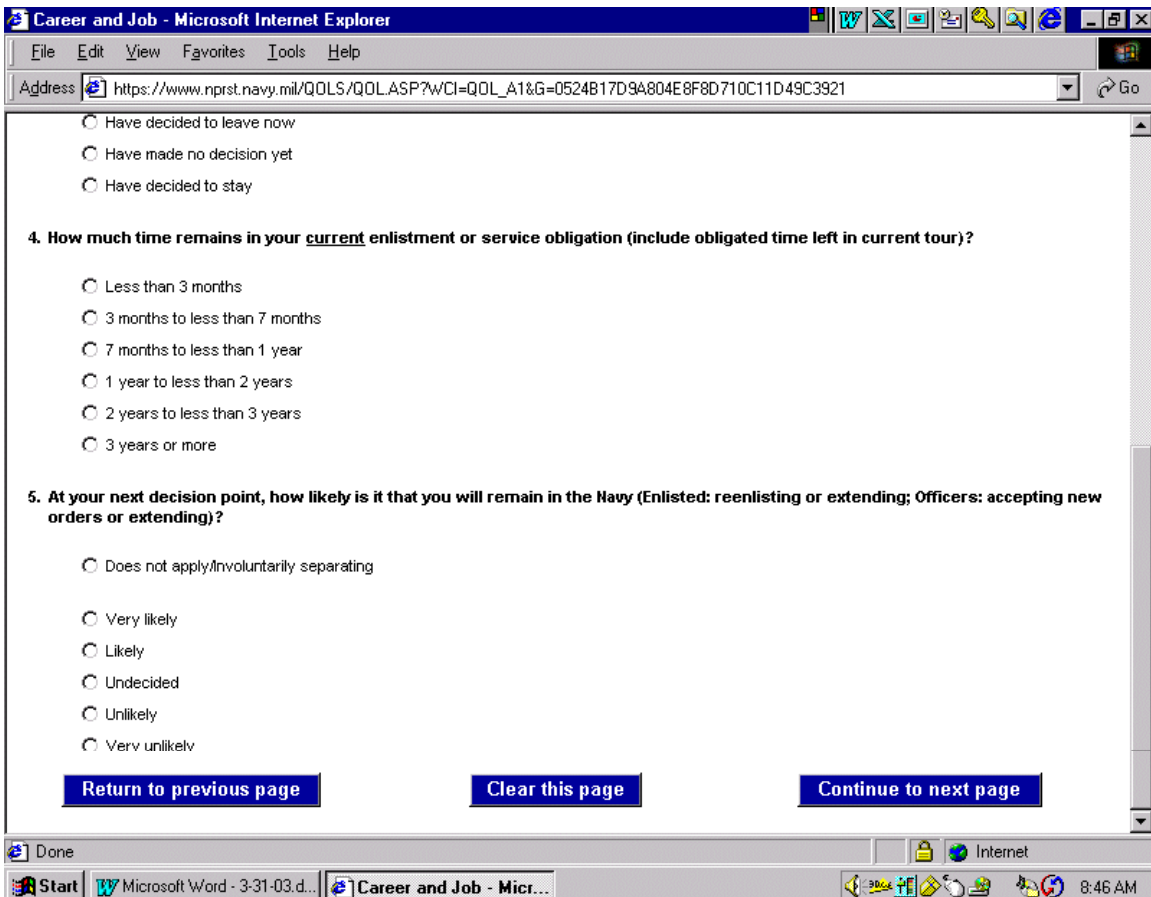 Career and Job - Microsoft Internet Explorer
File Edit View Favorites Tools Help
Address https://www.nprst.navy.mil/QOLS/QOL.ASP?WCI=QOL_A1&G=0524B17D9A804E8F8D710C11D49C3921 Go
Have decided to leave now
Have made no decision yet
Have decided to stay
4. How much time remains in your current enlistment or service obligation (include obligated time left in current tour)?
Less than 3 months
3 months to less than 7 months
7 months to less than 1 year
1 year to less than 2 years
2 years to less than 3 years
3 years or more
5. At your next decision point, how likely is it that you will remain in the Navy (Enlisted: reenlisting or extending; Officers: accepting new
orders or extending)?
Does not apply/Involuntarily separating
Very likely
Likely
Undecided
Unlikely
Very unlikely
Return to previous page Clear this page Continue to next page
Done Internet
Start Microsoft Word - 3-31-03.d... Career and Job - Micr... 8:46 AM